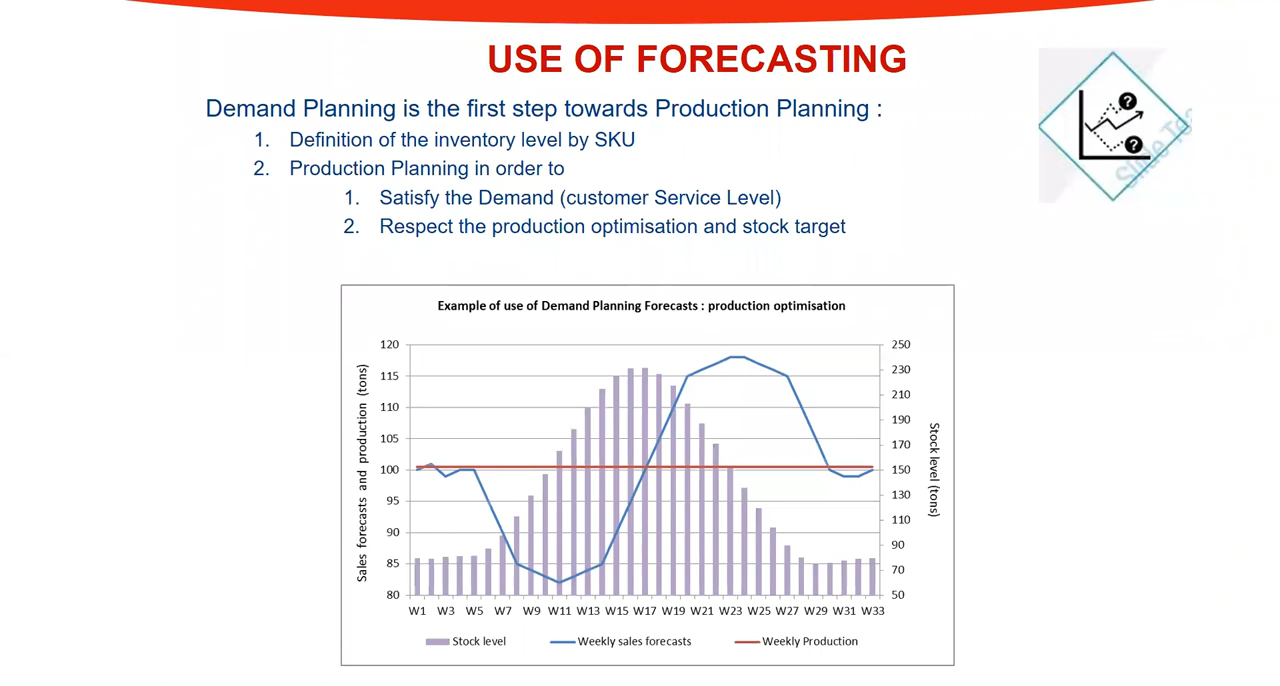 USE OF FORECASTING
Demand Planning is the first step towards Production Planning :
1. Definition of the inventory level by SKU
2. Production Planning in order to
1. Satisfy the Demand (customer Service Level)
2. Respect the production optimisation and stock target
? 
?
Example of use of Demand Planning Forecasts : production optimisation
Sales forecasts and production (tons)
120
115
110
105
100
95
90
85
80
250
230
210
190
170
150
130
110
90
70
50
Stock level (tons)
W1 W3 W5 W7 W9 W11 W13 W15 W17 W19 W21 W23 W25 W27 W29 W31 W33
Stock level Weekly sales forecasts Weekly Production